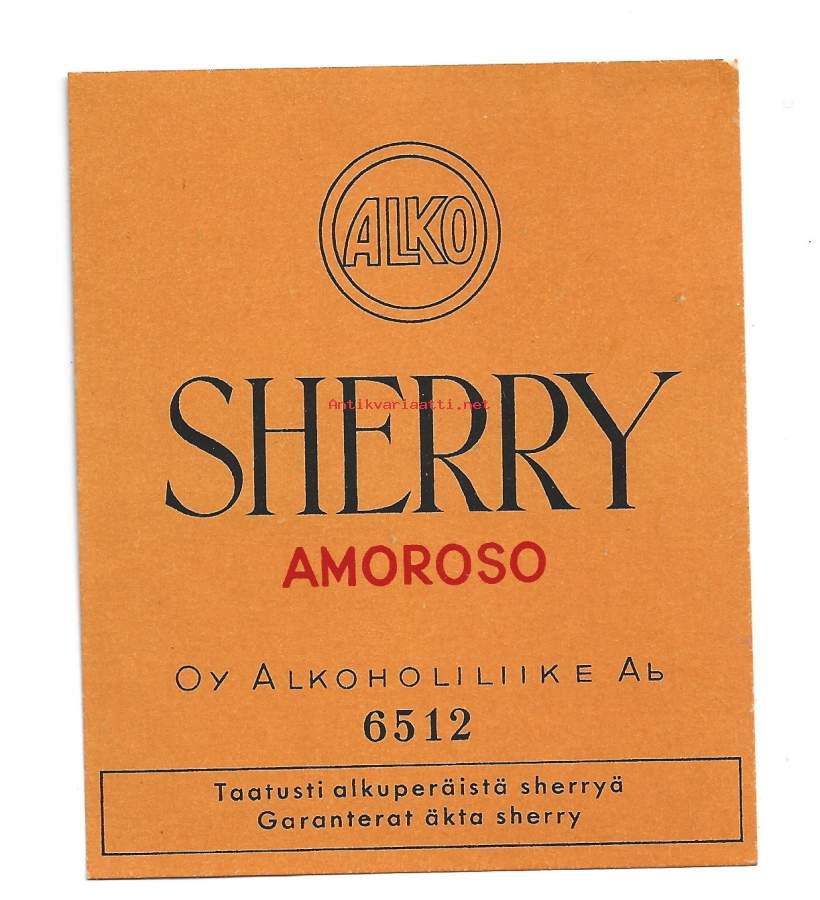 ALKO
SHERRY
Antikvariaatti.net
AMOROSO
OY ALKOHOLILIIKE Ab
6512
Taatusti alkuperäistä sherryä
Garanterat äkta sherry